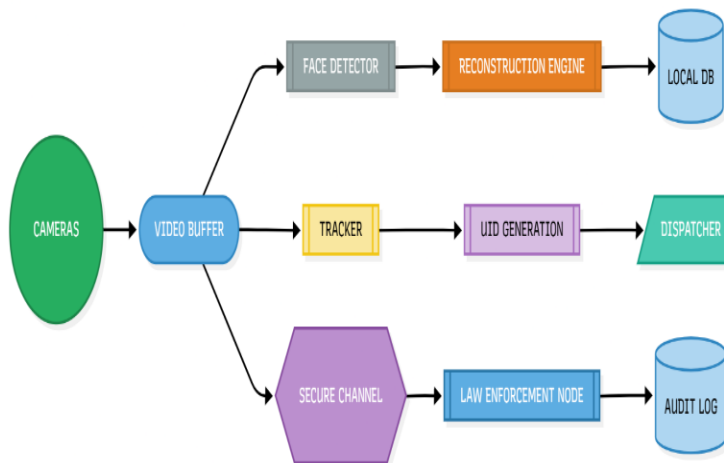 FACE DETECTOR
RECONSTRUCTION ENGINE
LOCAL DB
CAMERAS
VIDEO BUFFER
TRACKER
UID GENERATION
DISPATCHER
SECURE CHANNEL
LAW ENFORCEMENT NODE
AUDIT LOG